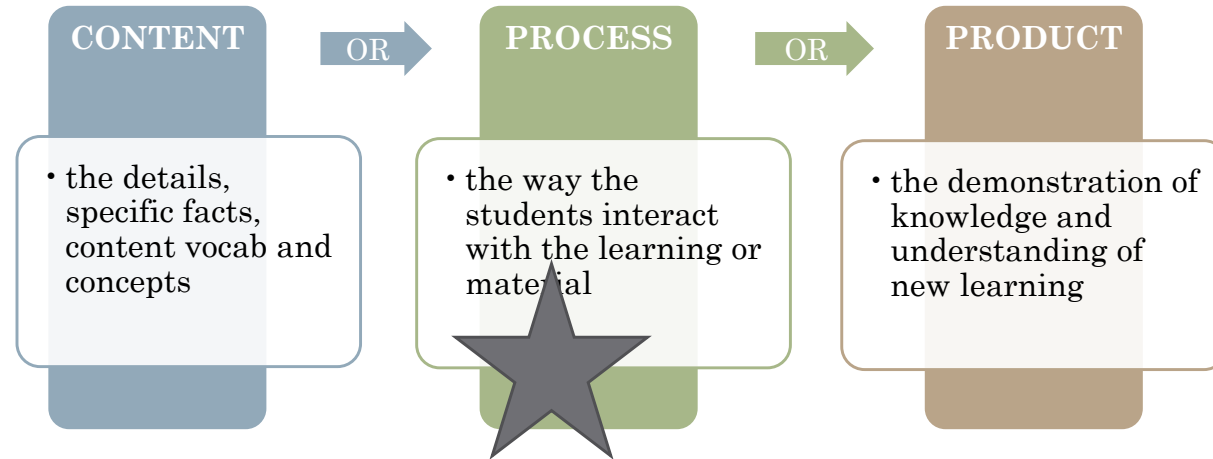 CONTENT
OR
PROCESS
OR
PRODUCT
• the details,
specific facts,
content vocab and
concepts
• the way the
students interact
with the learning or
material
• the demonstration of
knowledge and
understanding of
new learning